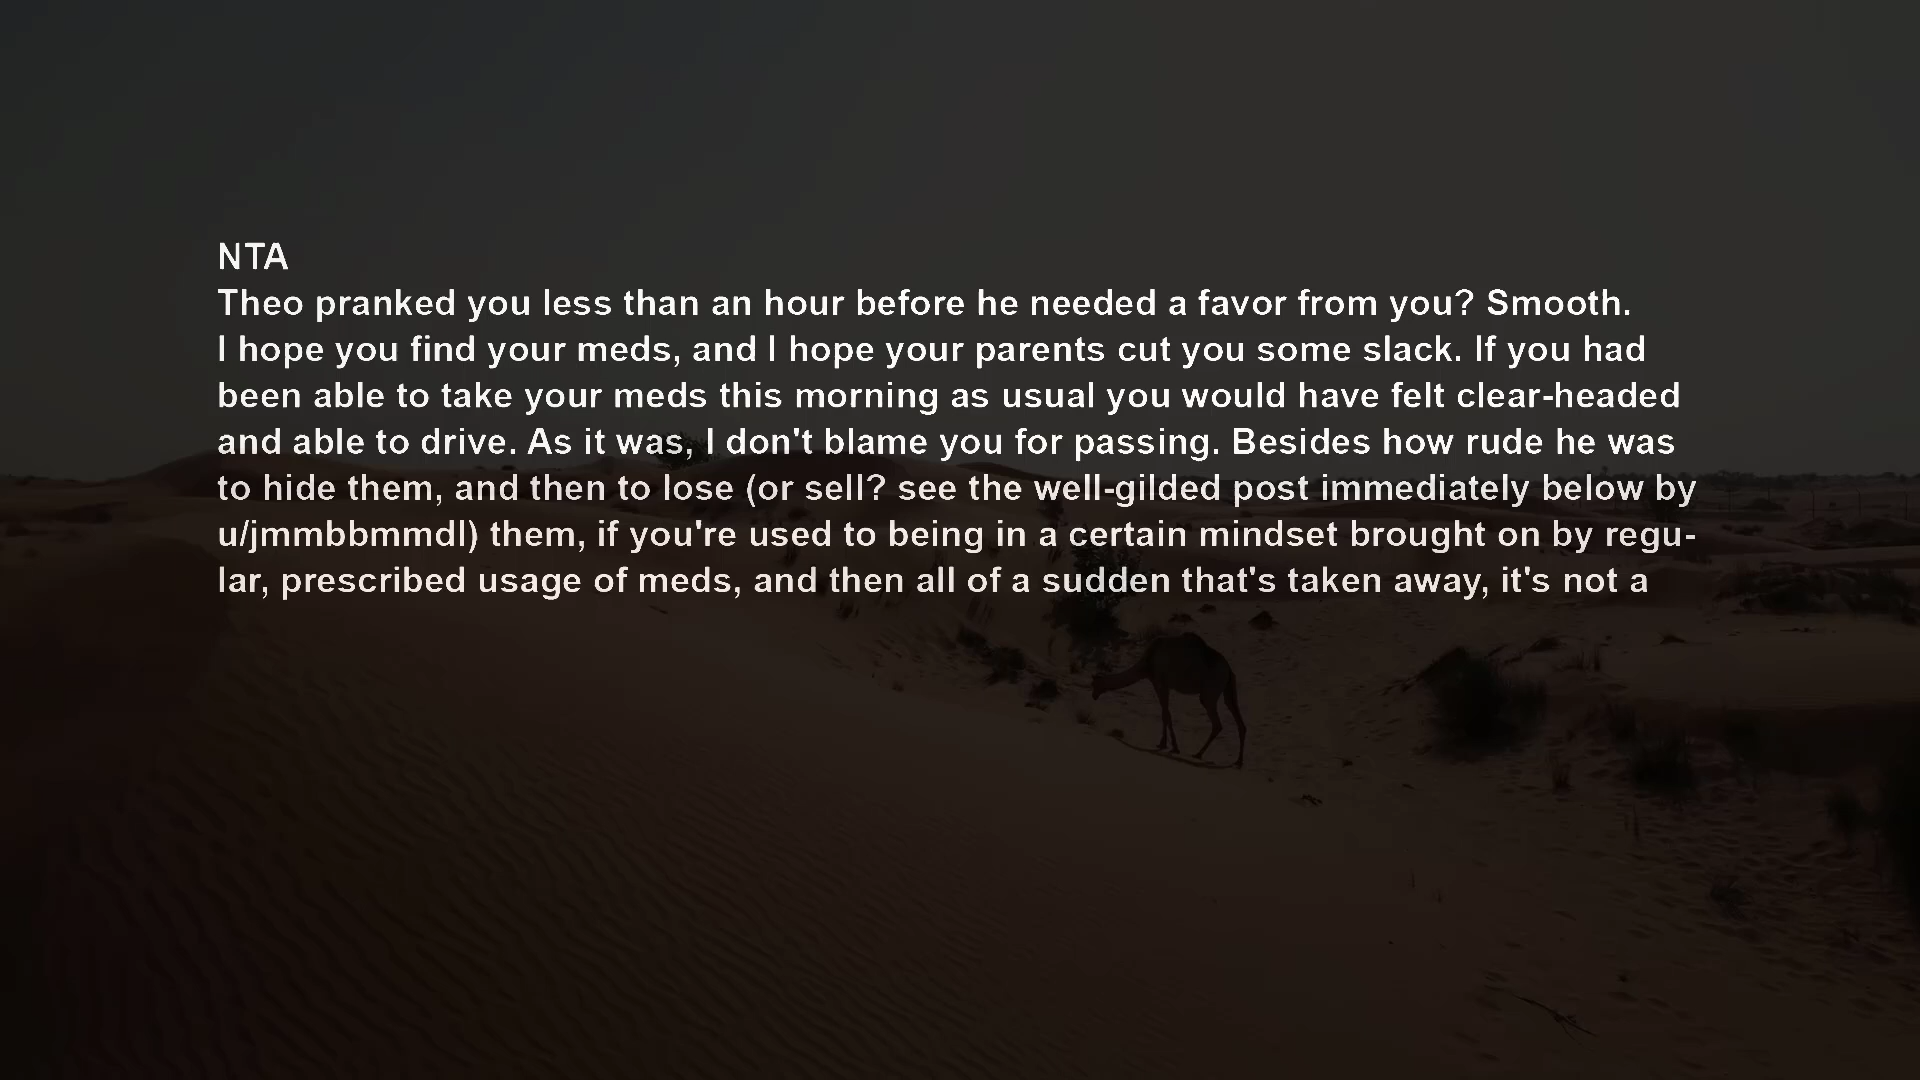 NTA
Theo pranked you less than an hour before he needed a favor from you? Smooth.
I hope you find your meds, and I hope your parents cut you some slack. If you had
been able to take your meds this morning as usual you would have felt clear-headed
and able to drive. As it was, I don't blame you for passing. Besides how rude he was
to hide them, and then to lose (or sell? see the well-gilded post immediately below by
u/jmmbbmmdl) them, if you're used to being in a certain mindset brought on by regu-
lar, prescribed usage of meds, and then all of a sudden that's taken away, it's not a